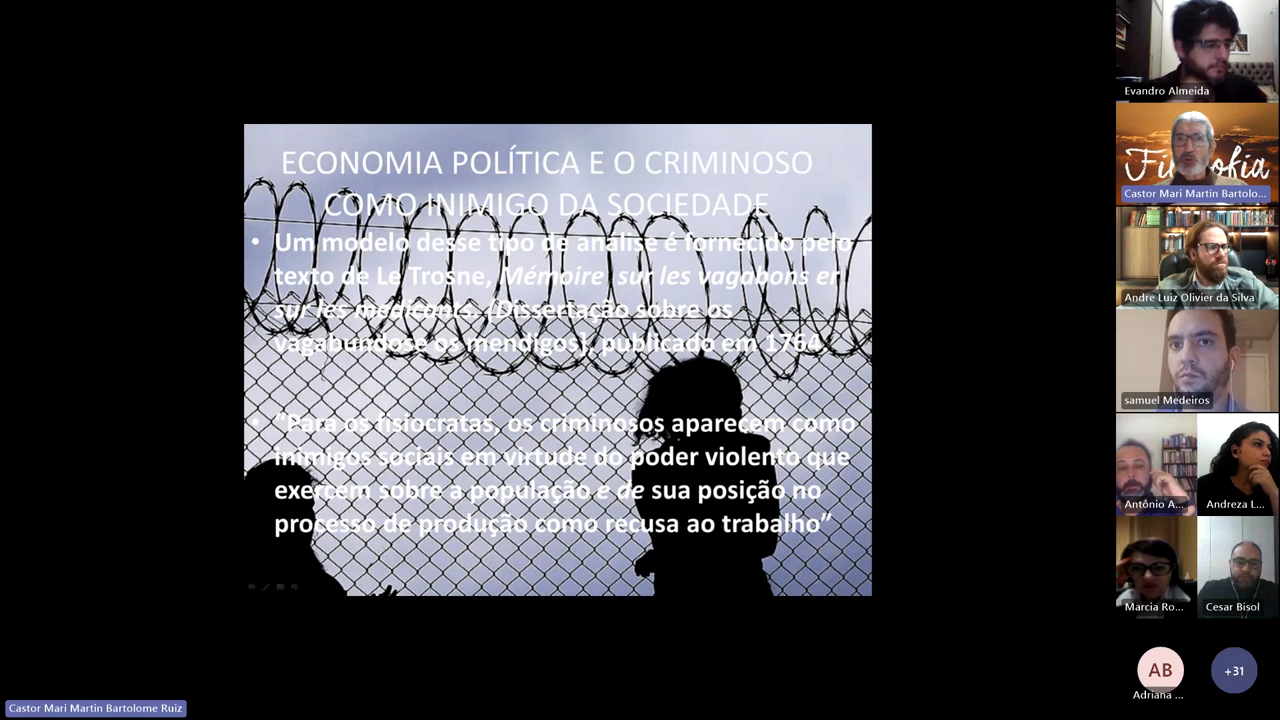 ECONOMIA POLÍTICA E O CRIMINOSO
COMO INIMIGO DA SOCIEDADE
• Um modelo desse tipo de análise é fornecido pelo
texto de Le Trosne, Mémoire sur les vagabons er
sur les medicants. [Dissertação sobre os
vagabundose os mendigos], publicado em 1764
• "Para os fisiocratas, os criminosos aparecem como
inimigos sociais em virtude do poder violento que
exercem sobre a população e de sua posição no
processo de produção como recusa ao trabalho”
Evandro Almeida
Filosofia
Castor Mari Martin Bartolo...
Andre Luiz Olivier da Silva
samuel Medeiros
Antônio A...
Andreza L...
Marcia Ro...
Cesar Bisol
AB
+31
Adriana ...
Castor Mari Martin Bartolome Ruiz